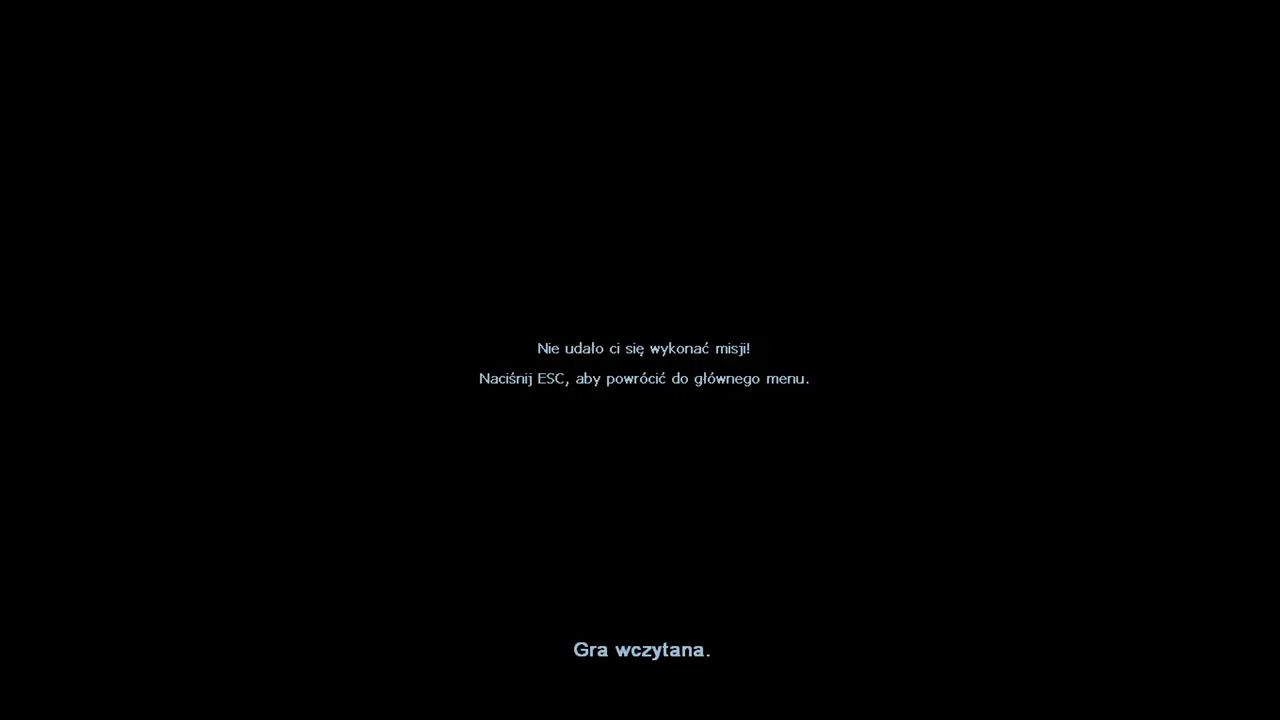 Nie udało ci się wykonać misji!
Naciśnij ESC, aby powrócić do głównego menu.
Gra wczytana.